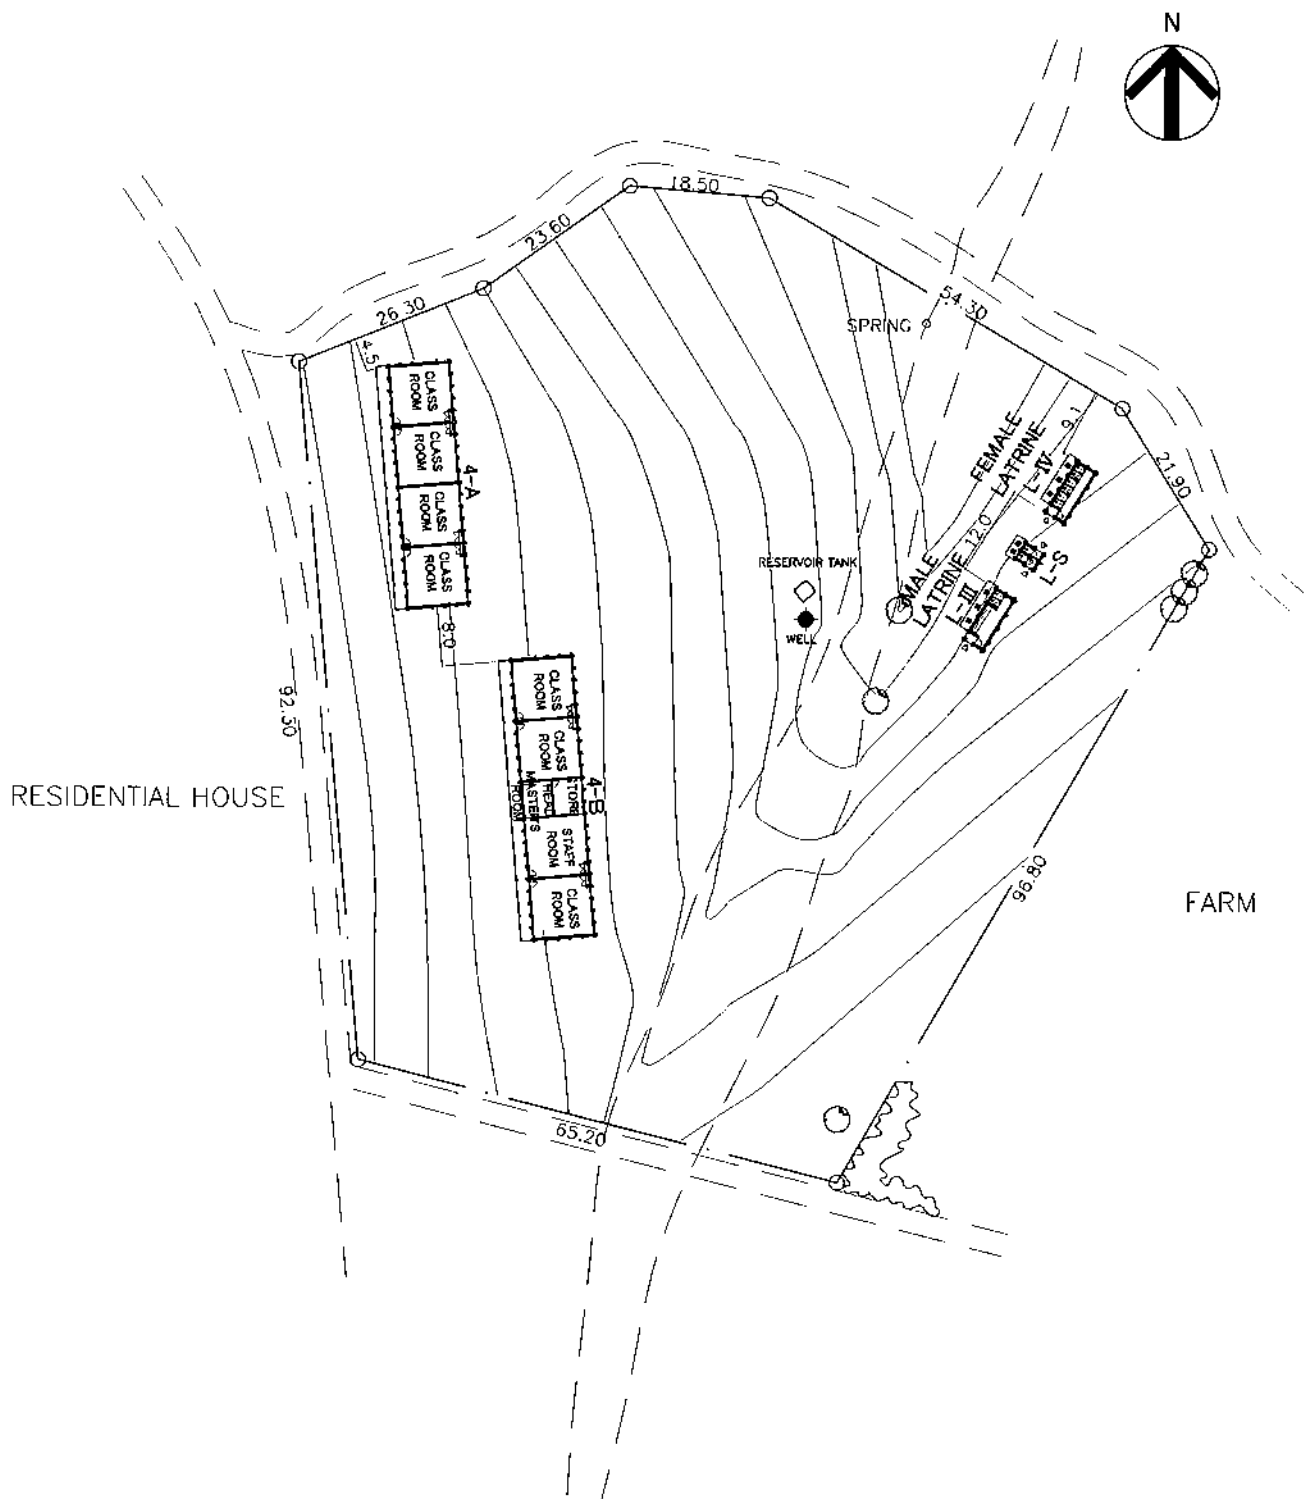 N
18.50
23.60
26.30
54.30
SPRING
4.5
9.1
21.90
CLASS
ROOM
CLASS
ROOM
CLASS
ROOM
CLASS
ROOM
4-A
FEMALE
LATRINE
L-IV
12.0
L-S
MALE
LATRINE
L-III
RESERVOIR TANK
WELL
8.0
92.50
CLASS
ROOM
CLASS
ROOM
STORE
HEAD
MASTER'S
ROOM
STAFF
ROOM
CLASS
ROOM
4-B
RESIDENTIAL HOUSE
96.80
FARM
65.20